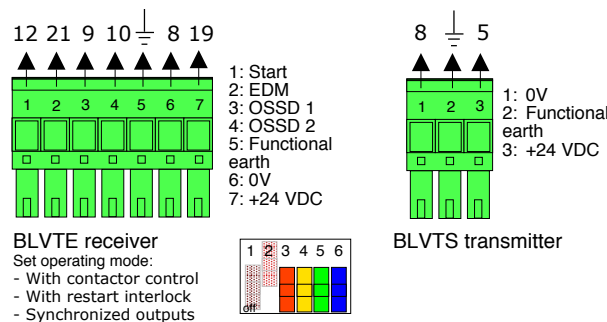 12 21 9 10 8 19
1 2 3 4 5 6 7
1: Start
2: EDM
3: OSSD 1
4: OSSD 2
5: Functional
earth
6: 0V
7: +24 VDC
BLVTE receiver
Set operating mode:
- With contactor control
- With restart interlock
- Synchronized outputs
1 2 3 4 5 6
off
8 5
1 2 3
1: 0V
2: Functional
earth
3: +24 VDC
BLVTS transmitter